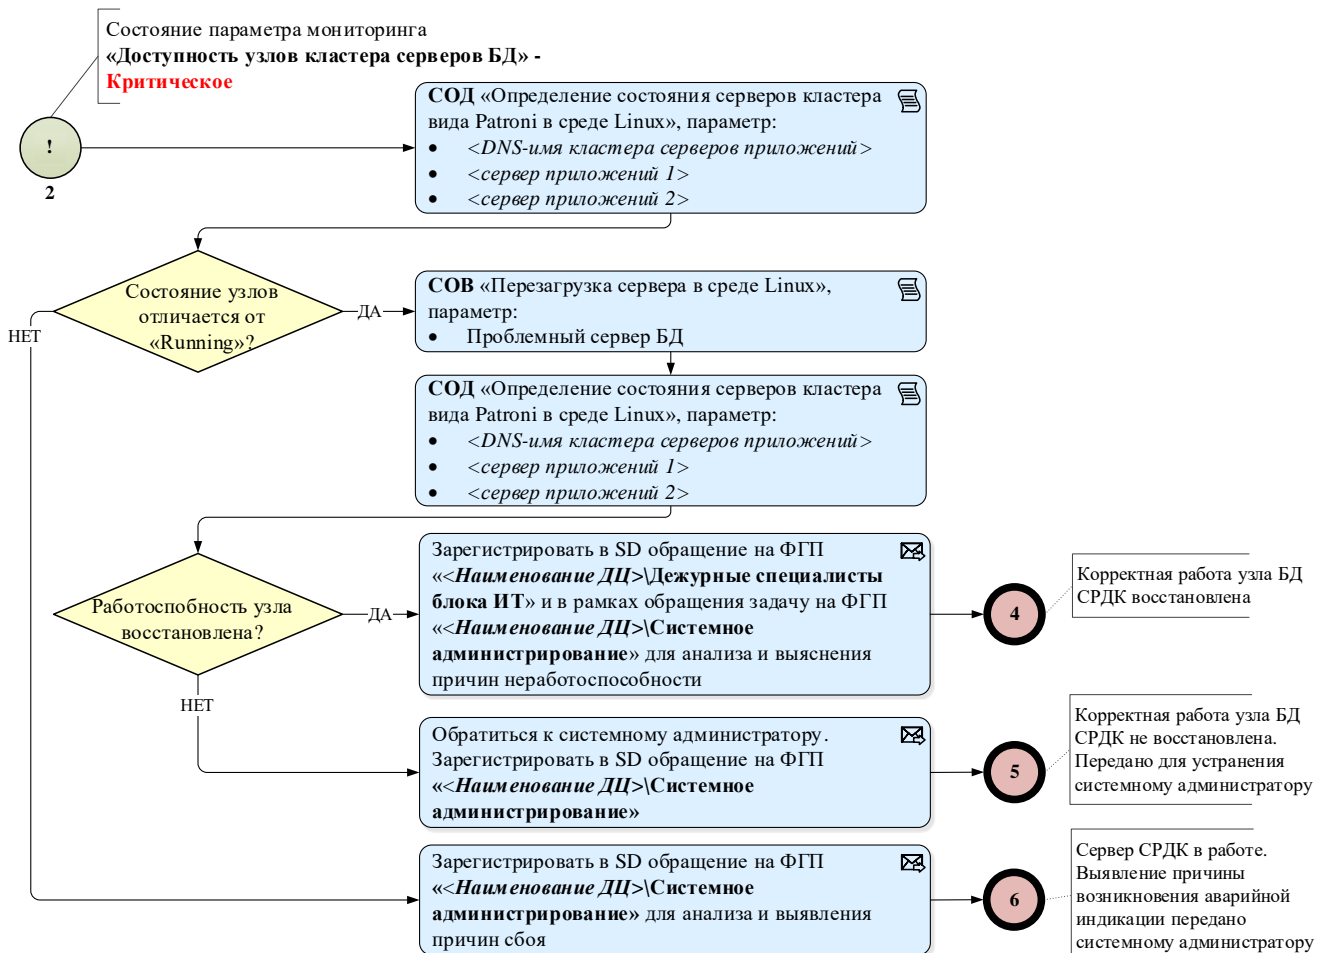 Состояние параметра мониторинга
«Доступность узлов кластера серверов БД» -
Критическое
!
2
СОД «Определение состояния серверов кластера
вида Patroni в среде Linux», параметр:
• <DNS-имя кластера серверов приложений>
• <сервер приложений 1>
• <сервер приложений 2>
Состояние узлов
отличается от
«Running»?
ДА
НЕТ
СОВ «Перезагрузка сервера в среде Linux»,
параметр:
• Проблемный сервер БД
СОД «Определение состояния серверов кластера
вида Patroni в среде Linux», параметр:
• <DNS-имя кластера серверов приложений>
• <сервер приложений 1>
• <сервер приложений 2>
Работоспобность узла
восстановлена?
ДА
НЕТ
Зарегистрировать в SD обращение на ФГП
«<Наименование ДЦ>\Дежурные специалисты
блока ИТ» и в рамках обращения задачу на ФГП
«<Наименование ДЦ>\Системное
администрирование» для анализа и выяснения
причин неработоспособности
4
Корректная работа узла БД
СРДК восстановлена
Обратиться к системному администратору.
Зарегистрировать в SD обращение на ФГП
«<Наименование ДЦ>\Системное
администрирование»
5
Корректная работа узла БД
СРДК не восстановлена.
Передано для устранения
системному администратору
Зарегистрировать в SD обращение на ФГП
«<Наименование ДЦ>\Системное
администрирование» для анализа и выявления
причин сбоя
6
Сервер СРДК в работе.
Выявление причины
возникновения аварийной
индикации передано
системному администратору